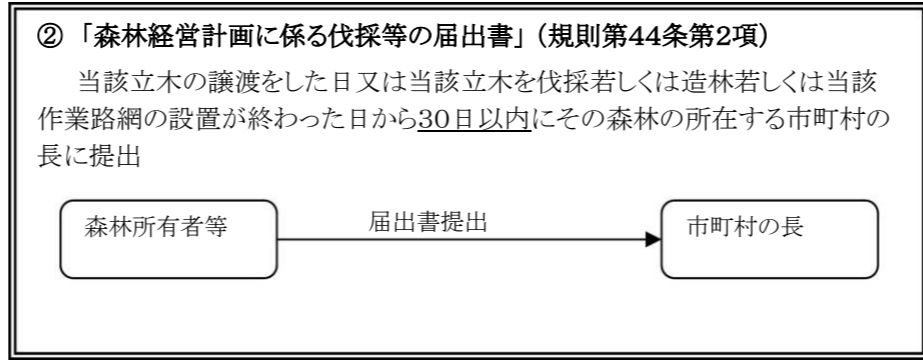 ② 「森林経営計画に係る伐採等の届出書」（規則第44条第2項）
当該立木の譲渡をした日又は当該立木を伐採若しくは造林若しくは当該
作業路網の設置が終わった日から30日以内にその森林の所在する市町村の
長に提出
森林所有者等
届出書提出
市町村の長